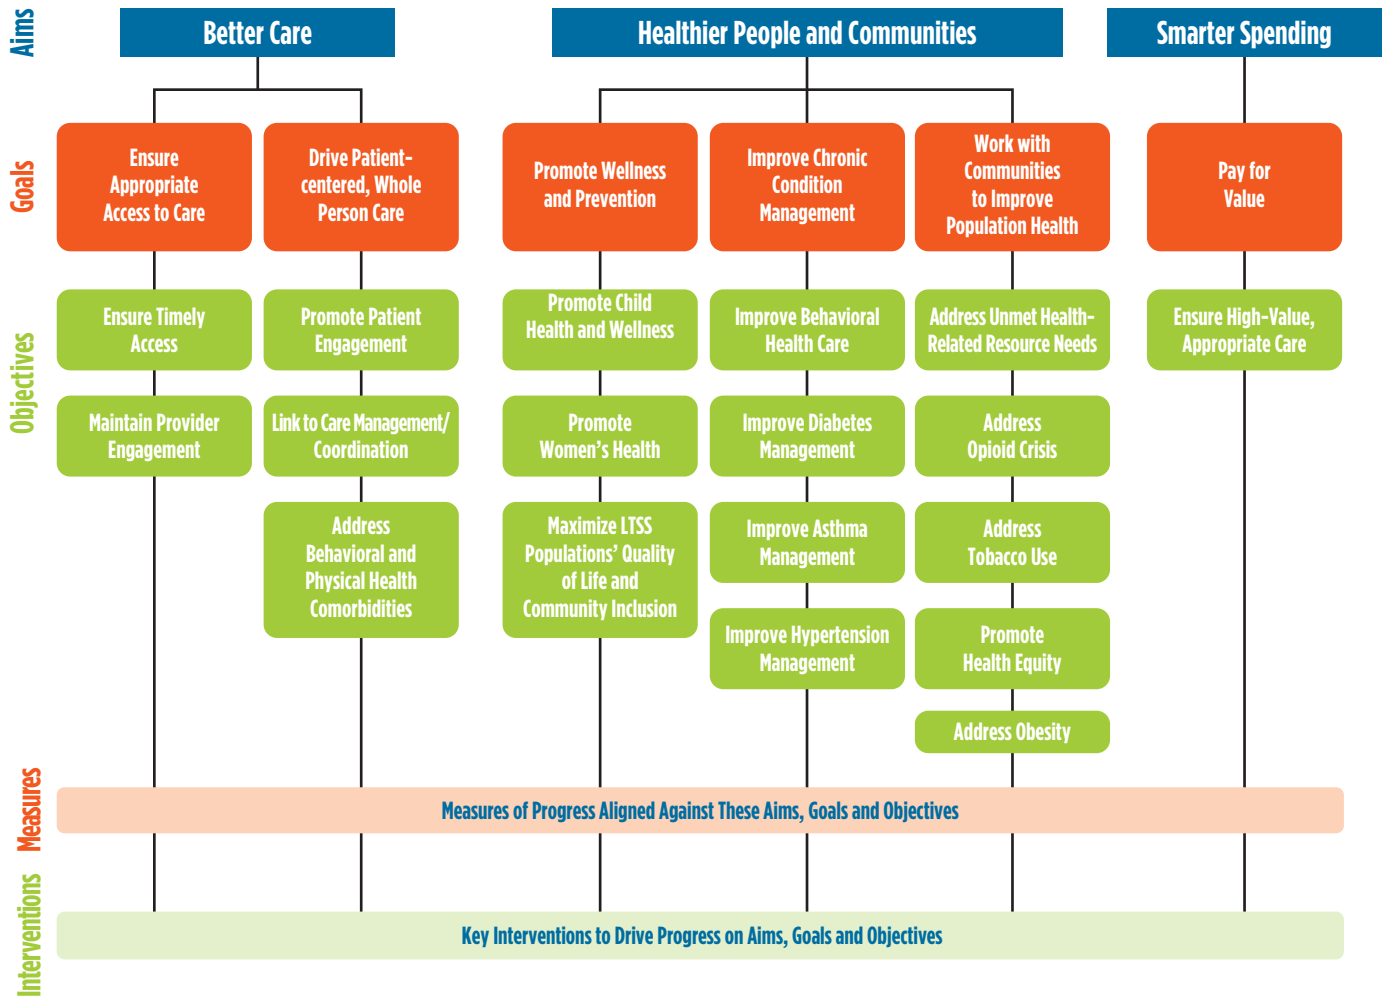 Aims
Better Care
Healthier People and Communities
Smarter Spending
Goals
Ensure
Appropriate
Access to Care
Drive Patient-
centered, Whole
Person Care
Promote Wellness
and Prevention
Improve Chronic
Condition
Management
Work with
Communities
to Improve
Population Health
Pay for
Value
Objectives
Ensure Timely
Access
Promote Patient
Engagement
Promote Child
Health and Wellness
Improve Behavioral
Health Care
Address Unmet Health-
Related Resource Needs
Ensure High-Value,
Appropriate Care
Maintain Provider
Engagement
Link to Care Management/
Coordination
Promote
Women's Health
Improve Diabetes
Management
Address
Opioid Crisis
Address
Behavioral and
Physical Health
Comorbidities
Maximize LTSS
Populations' Quality
of Life and
Community Inclusion
Improve Asthma
Management
Address
Tobacco Use
Improve Hypertension
Management
Promote
Health Equity
Address Obesity
Measures
Measures of Progress Aligned Against These Aims, Goals and Objectives
Interventions
Key Interventions to Drive Progress on Aims, Goals and Objectives